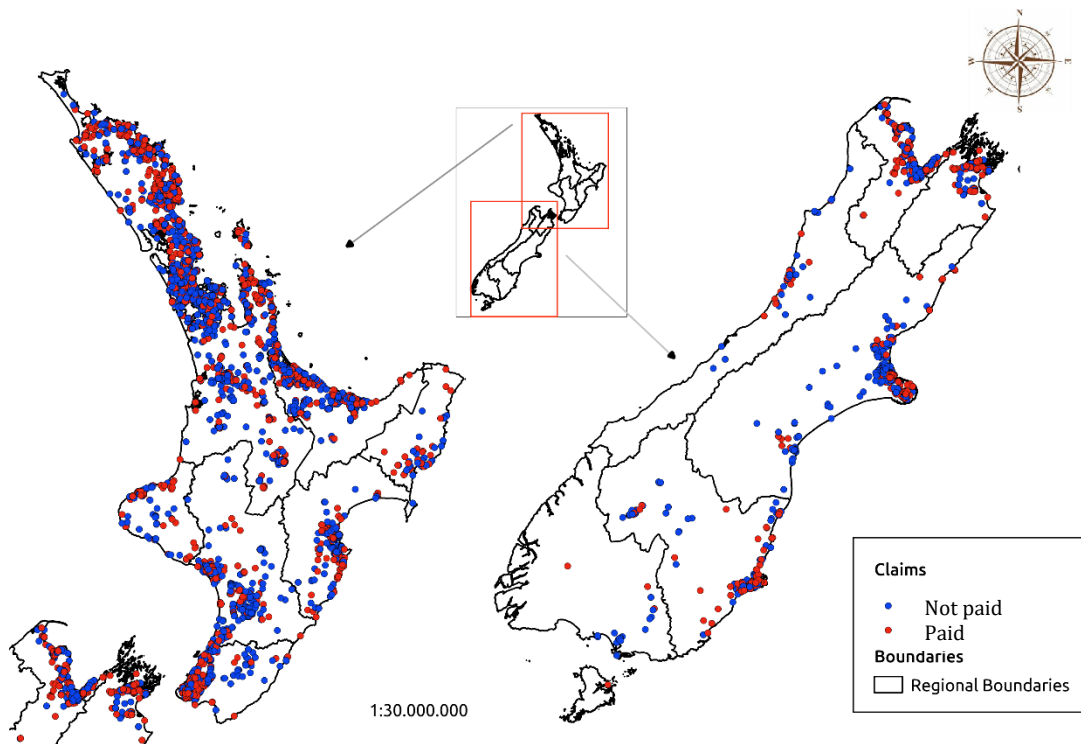 N
W
E
S
1:30.000.000
Claims
Not paid
Paid
Boundaries
Regional Boundaries